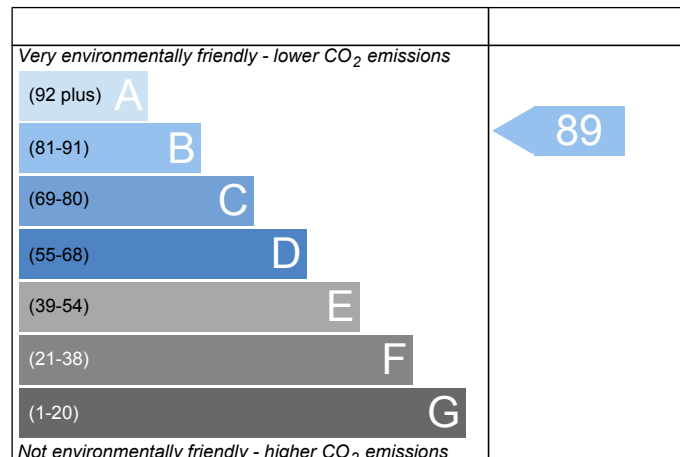 Very environmentally friendly - lower CO₂ emissions
(92 plus) A
(81-91) B
89
(69-80) C
(55-68) D
(39-54) E
(21-38) F
(1-20) G
Not environmentally friendly - higher CO₂ emissions